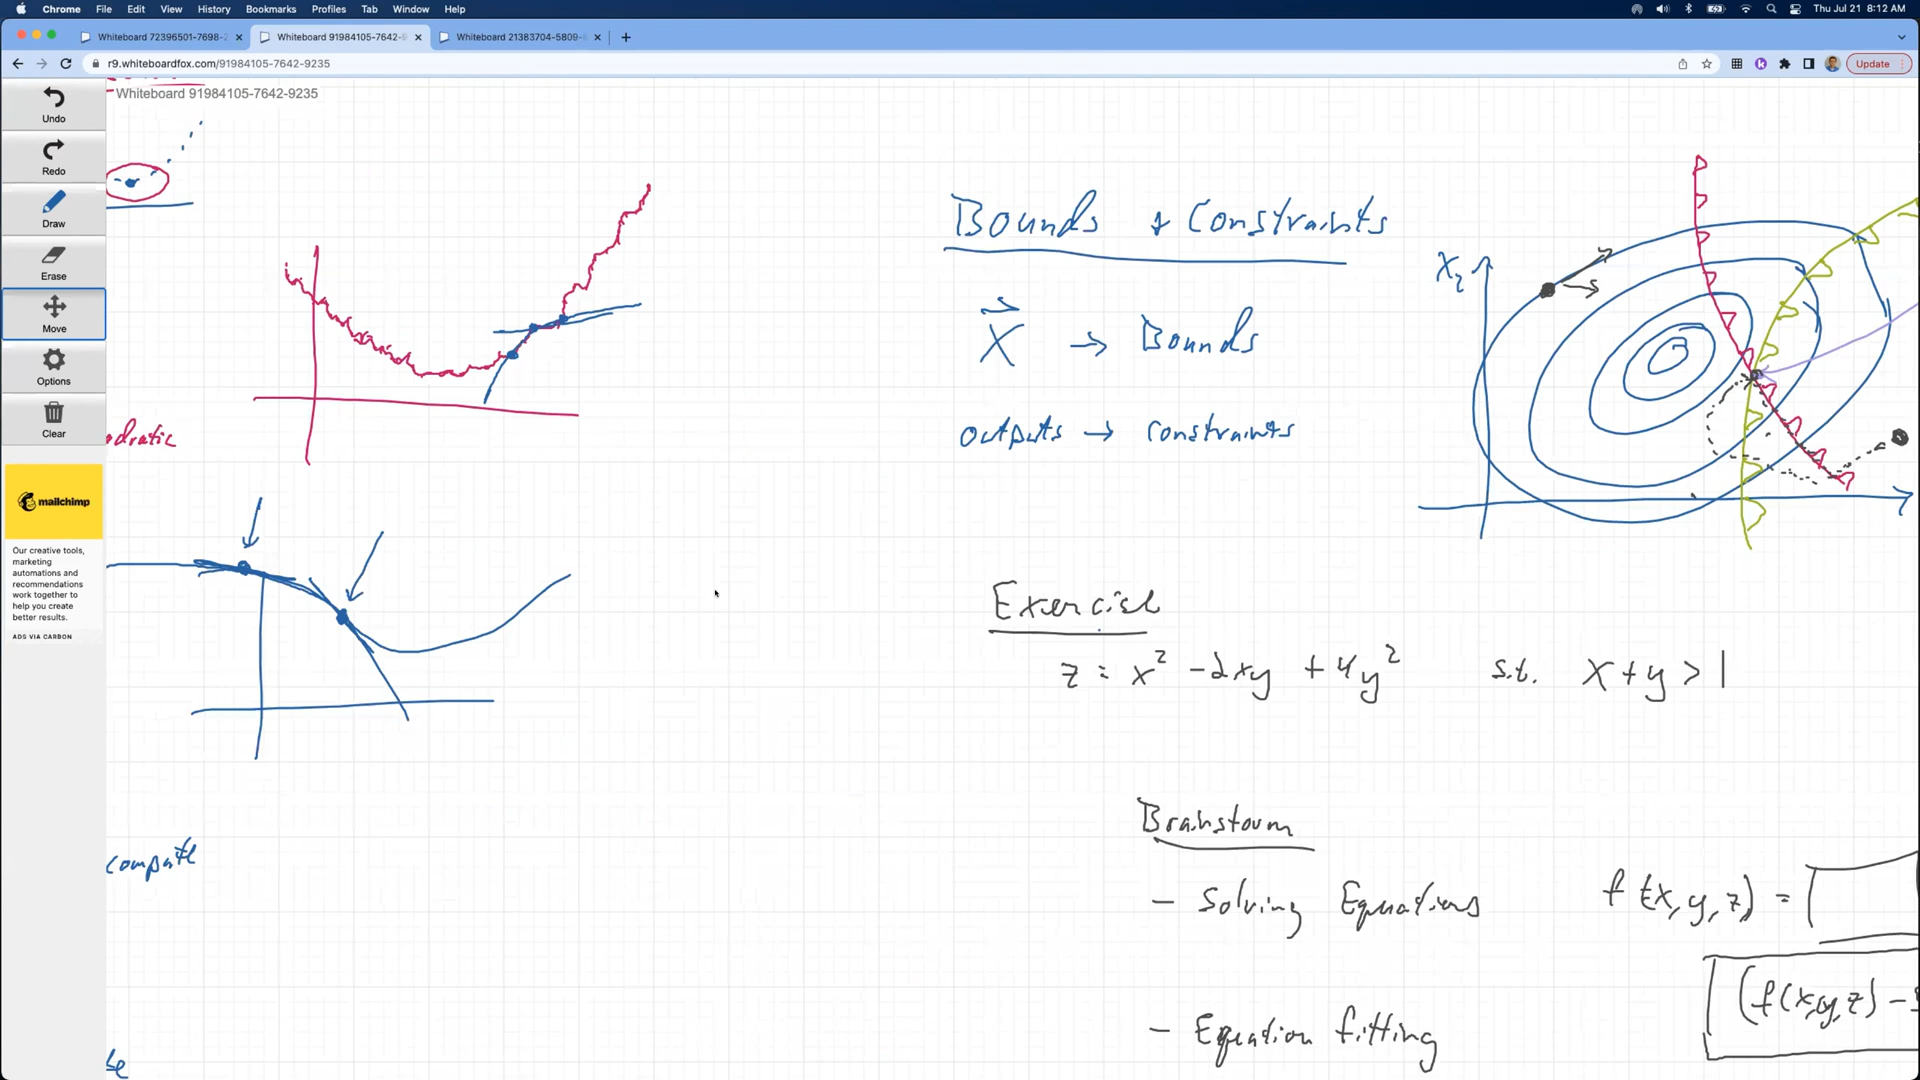 Chrome File Edit View History Bookmarks Profiles Tab Window Help
Thu Jul 21 8:12 AM
Whiteboard 72396501-7698-2
Whiteboard 91984105-7642-9
Whiteboard 21383704-5809-
r9.whiteboardfox.com/91984105-7642-9235
Update
Whiteboard 91984105-7642-9235
Undo
Redo
Draw
Erase
Move
Options
Clear
mailchimp
Our creative tools,
marketing
automations and
recommendations
work together to
help you create
better results.
ADS VIA CARBON
dratic
compute
Bounds + Constraints
X → Bounds
outputs → constraints
X2
Exercise
z = x² - 2xy + 4y² s.t. x + y > 1
Brainstorm
- Solving Equations f(x, y, z) =
(f(x,y,z) -
- Equation fitting